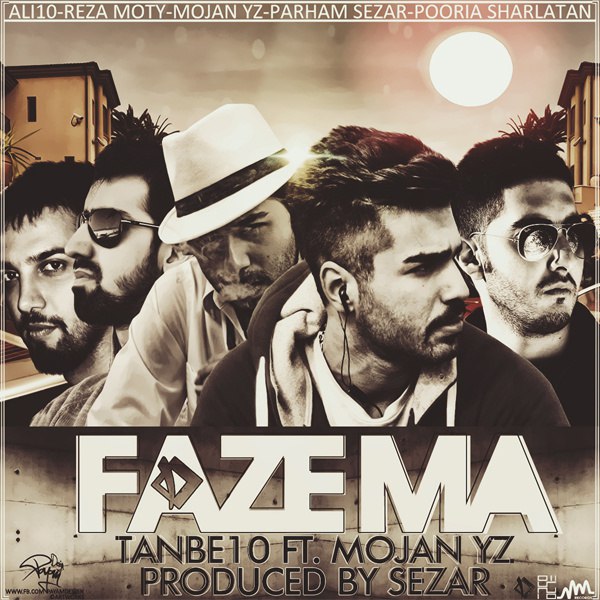 ALI10-REZA MOTY-MOJAN YZ-PARHAM SEZAR-POORIA SHARLATAN
FAZE MA
TANBE10 FT. MOJAN YZ
PRODUCED BY SEZAR